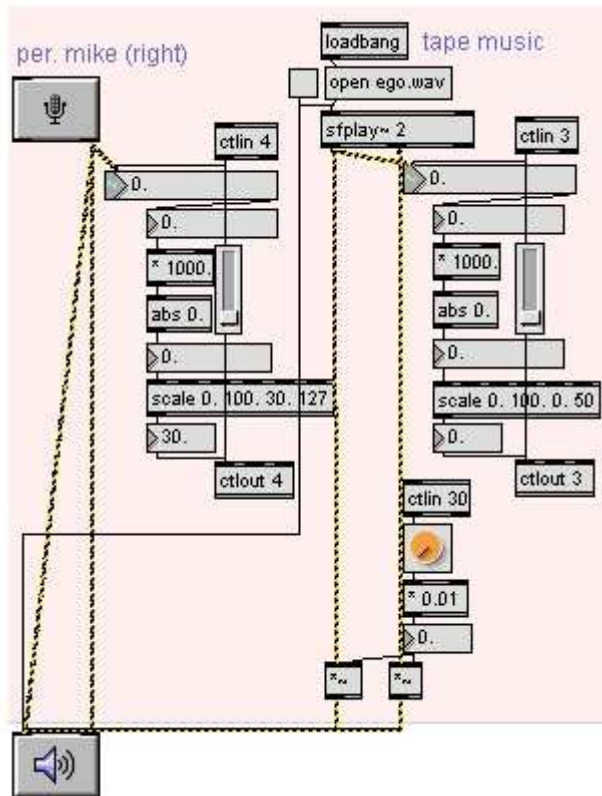 per. mike (right)
loadbang
tape music
open ego.wav
sfplay~ 2
ctlin 4
ctlin 3
0.
0.
0.
0.
* 1000.
* 1000.
abs 0.
abs 0.
0.
0.
scale 0. 100. 30. 127
scale 0. 100. 0. 50
30.
0.
ctlout 4
ctlout 3
ctlin 30
* 0.01
0.
*~
*~